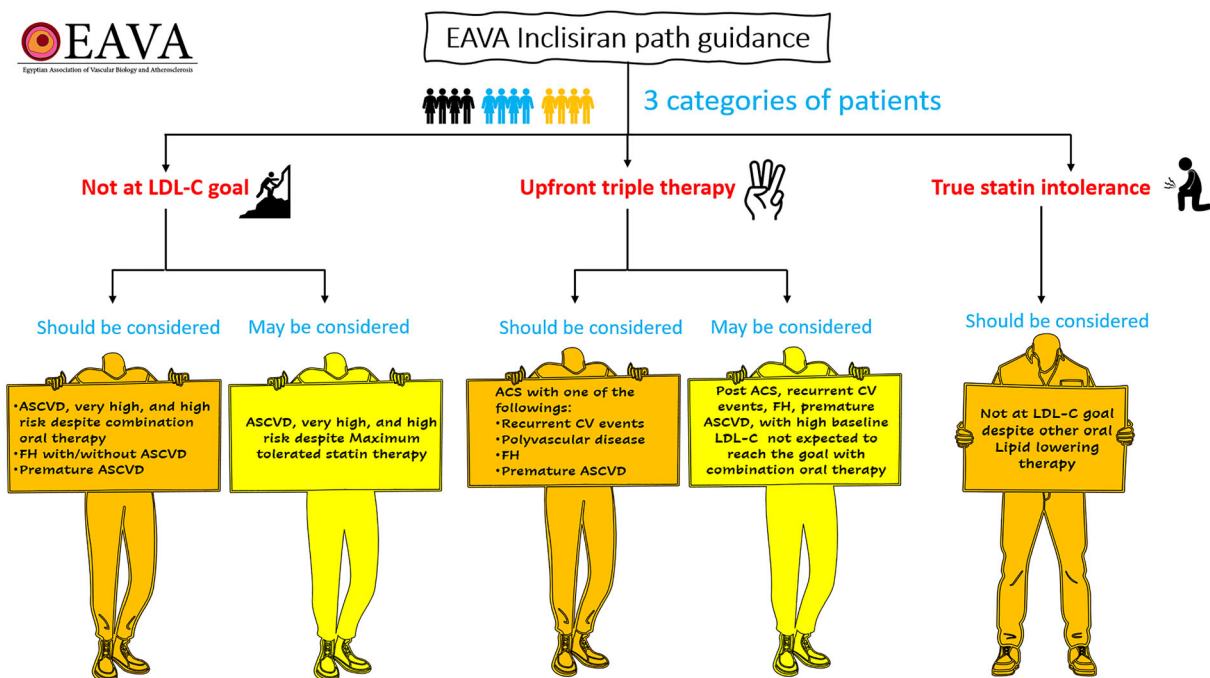 EAVA
Egyptian Association of Vascular Biology and Atherosclerosis
EAVA Inclisiran path guidance
3 categories of patients
Not at LDL-C goal
Upfront triple therapy
True statin intolerance
Should be considered
•ASCVD, very high, and high
risk despite combination
oral therapy
•FH with/without ASCVD
•Premature ASCVD
May be considered
ASCVD, very high, and high
risk despite Maximum
tolerated statin therapy
Should be considered
ACS with one of the
followings:
•Recurrent CV events
•Polyvascular disease
•FH
•Premature ASCVD
May be considered
Post ACS, recurrent CV
events, FH, premature
ASCVD, with high baseline
LDL-C not expected to
reach the goal with
combination oral therapy
Should be considered
Not at LDL-C goal
despite other oral
Lipid lowering
therapy